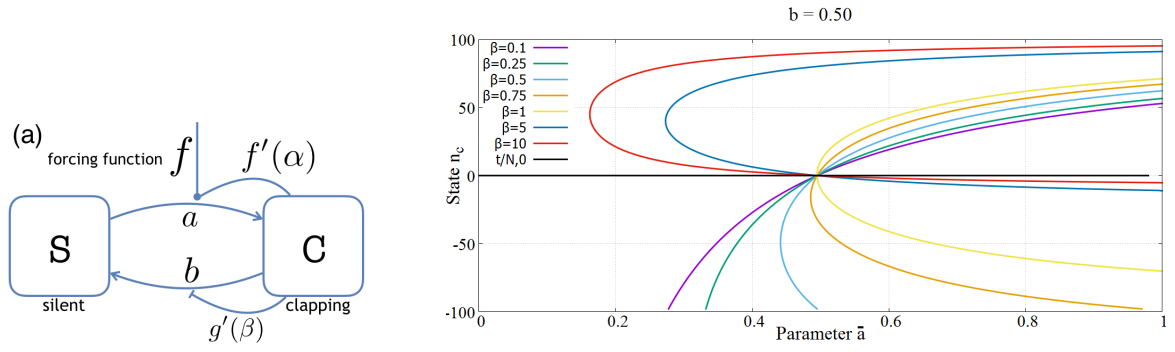 (a)
forcing function f f'(α)
a
S C
b
silent clapping
g'(β)
b = 0.50
State n_c
100
50
0
-50
-100
β=0.1
β=0.25
β=0.5
β=0.75
β=1
β=5
β=10
t/N,0
0 0.2 0.4 0.6 0.8 1
Parameter ā